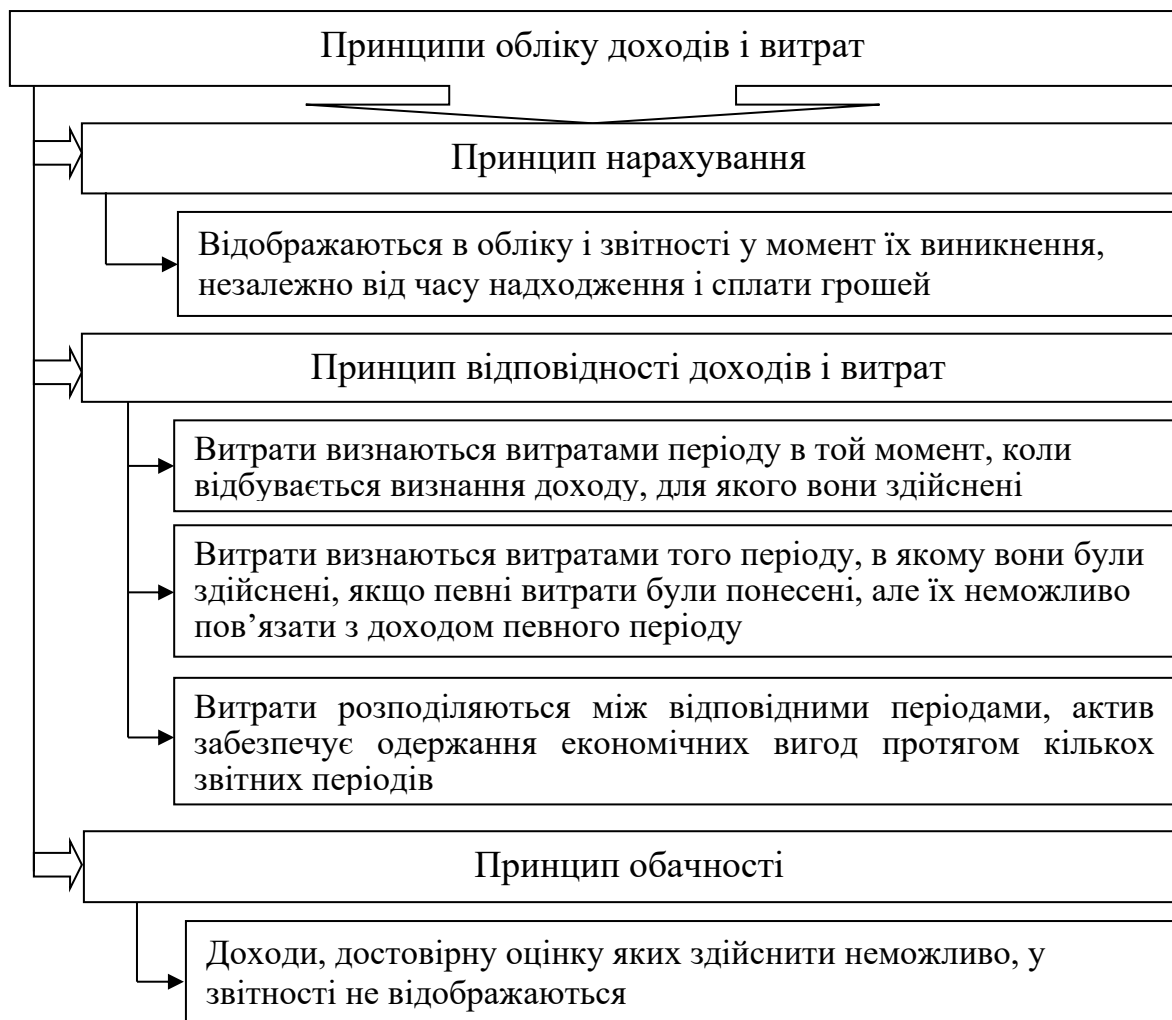 Принципи обліку доходів і витрат
Принцип нарахування
Відображаються в обліку і звітності у момент їх виникнення,
незалежно від часу надходження і сплати грошей
Принцип відповідності доходів і витрат
Витрати визнаються витратами періоду в той момент, коли
відбувається визнання доходу, для якого вони здійснені
Витрати визнаються витратами того періоду, в якому вони були
здійснені, якщо певні витрати були понесені, але їх неможливо
пов’язати з доходом певного періоду
Витрати розподіляються між відповідними періодами, актив
забезпечує одержання економічних вигод протягом кількох
звітних періодів
Принцип обачності
Доходи, достовірну оцінку яких здійснити неможливо, у
звітності не відображаються